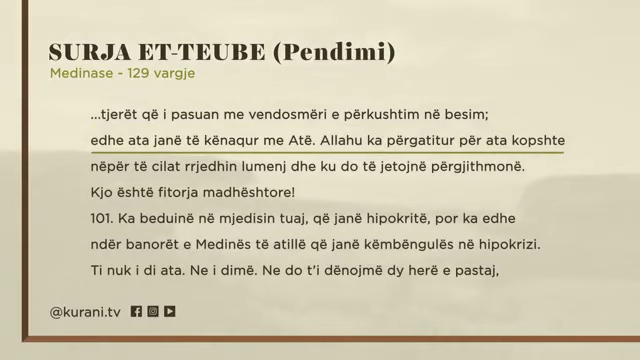 SURJA ET-TEUBE (Pendimi)
Medinase - 129 vargje
...tjerët që i pasuan me vendosmëri e përkushtim në besim;
edhe ata janë të kënaqur me Atë. Allahu ka përgatitur për ata kopshte
nëpër të cilat rrjedhin lumenj dhe ku do të jetojnë përgjithmonë.
Kjo është fitorja madhështore!
101. Ka beduinë në mjedisin tuaj, që janë hipokritë, por ka edhe
ndër banorët e Medinës të atillë që janë këmbëngulës në hipokrizi.
Ti nuk i di ata. Ne i dimë. Ne do t'i dënojmë dy herë e pastaj,
@kurani.tv